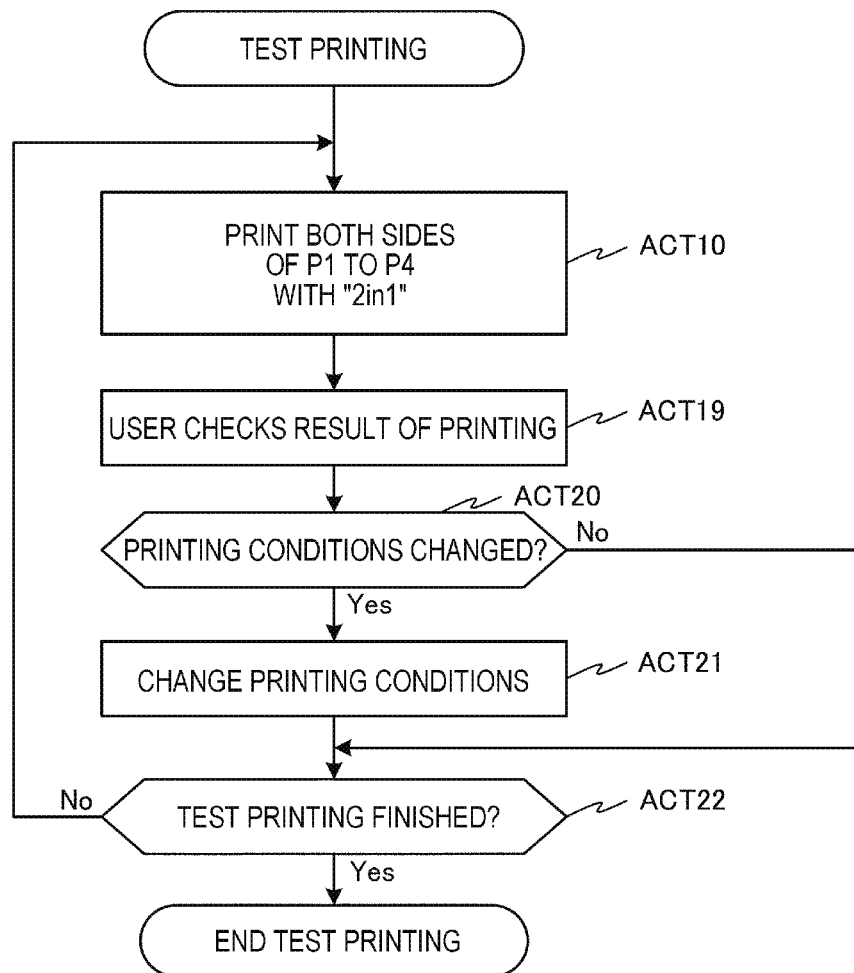 TEST PRINTING
PRINT BOTH SIDES
OF P1 TO P4
WITH "2in1"
ACT10
USER CHECKS RESULT OF PRINTING
ACT19
ACT20
PRINTING CONDITIONS CHANGED?
No
Yes
CHANGE PRINTING CONDITIONS
ACT21
No
TEST PRINTING FINISHED?
ACT22
Yes
END TEST PRINTING